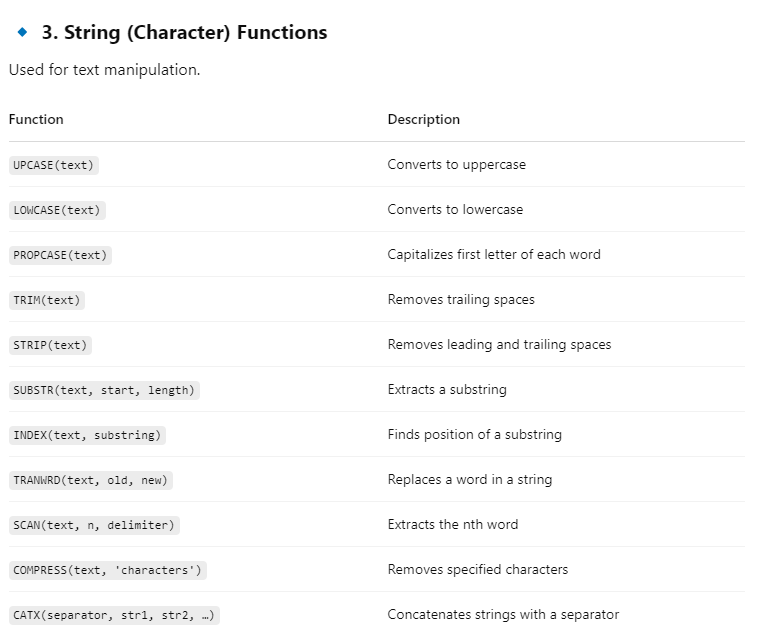 3. String (Character) Functions
Used for text manipulation.
Function Description
UPCASE(text) Converts to uppercase
LOWCASE(text) Converts to lowercase
PROPCASE(text) Capitalizes first letter of each word
TRIM(text) Removes trailing spaces
STRIP(text) Removes leading and trailing spaces
SUBSTR(text, start, length) Extracts a substring
INDEX(text, substring) Finds position of a substring
TRANWRD(text, old, new) Replaces a word in a string
SCAN(text, n, delimiter) Extracts the nth word
COMPRESS(text, 'characters') Removes specified characters
CATX(separator, str1, str2, …) Concatenates strings with a separator